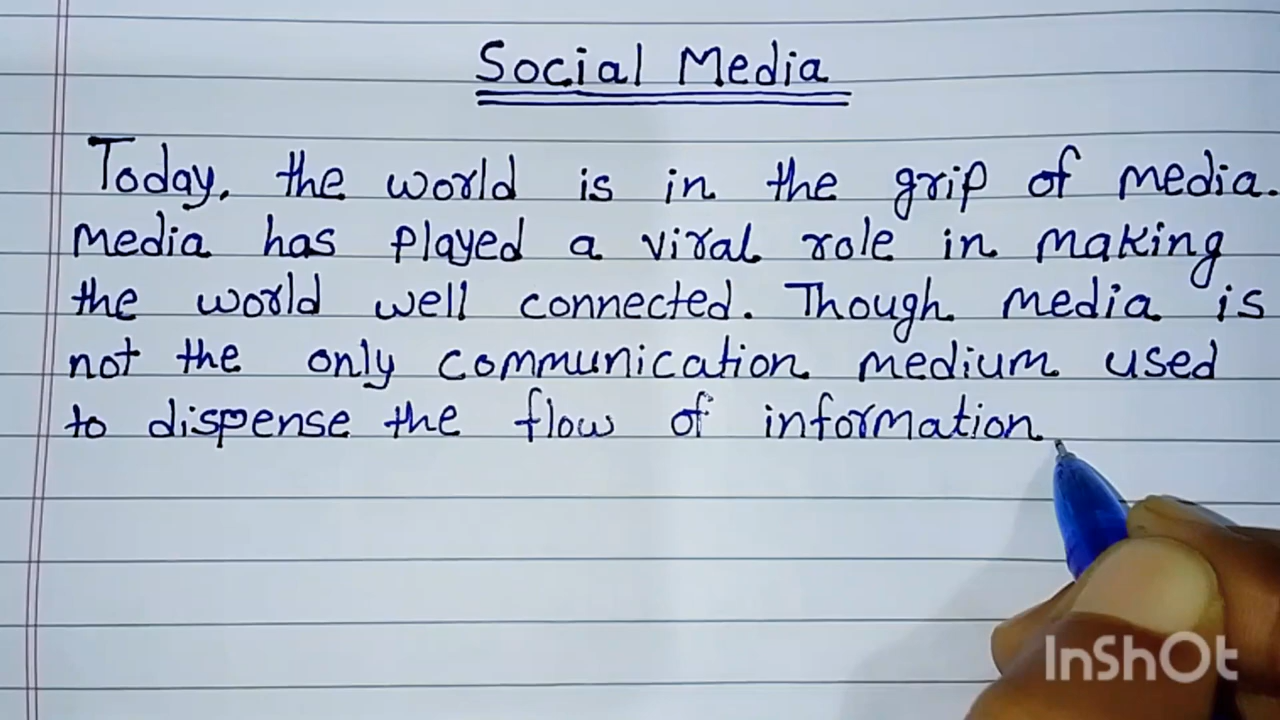 Social Media
Today, the world is in the grip of media.
Media has played a viral role in making
the world well connected. Though media is
not the only communication medium used
to dispense the flow of information
InShOt